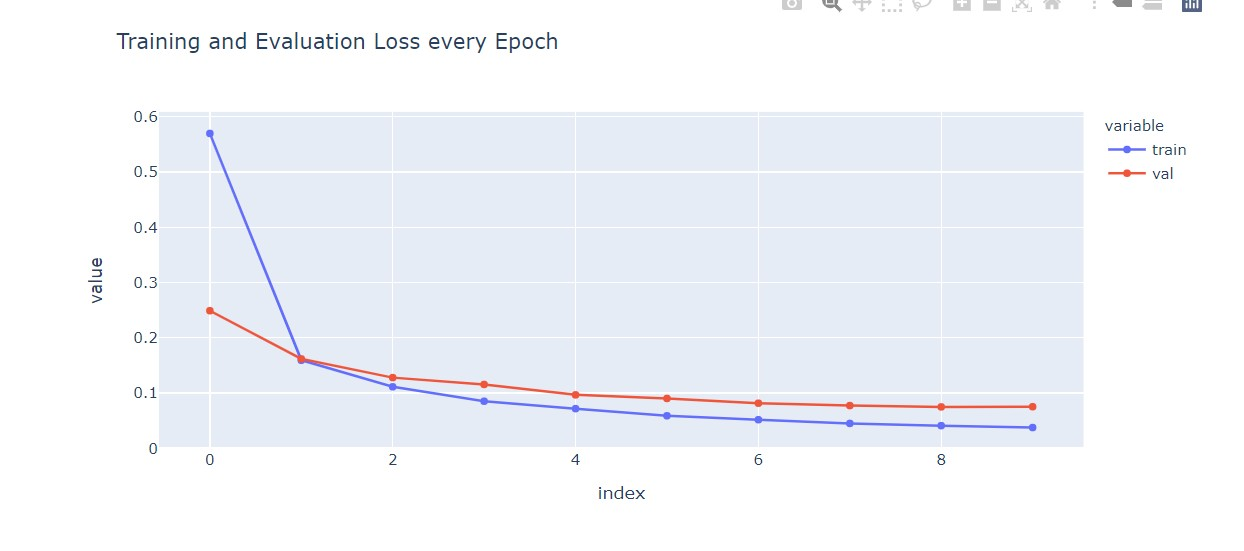 Training and Evaluation Loss every Epoch
0.6
0.5
0.4
0.3
0.2
0.1
0
value
0 2 4 6 8
index
variable
train
val